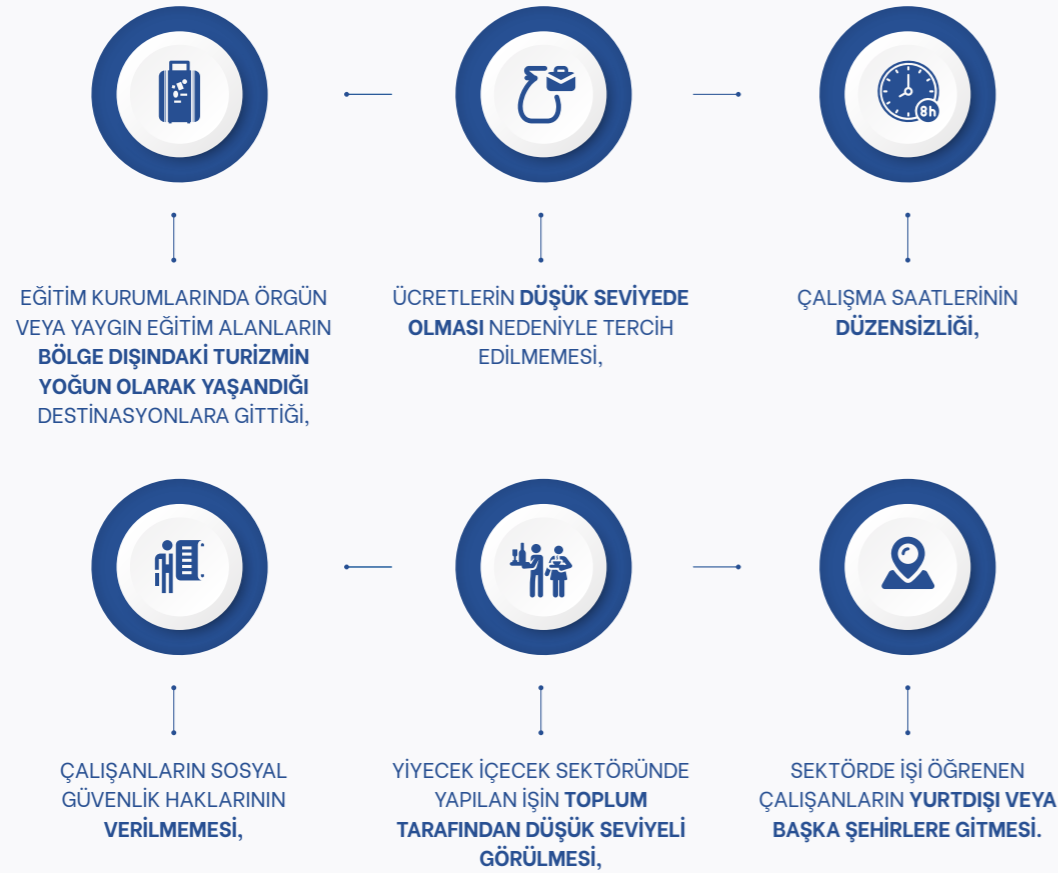 8h
EĞİTİM KURUMLARINDA ÖRGÜN
VEYA YAYGIN EĞİTİM ALANLARIN
BÖLGE DIŞINDAKİ TURİZMİN
YOĞUN OLARAK YAŞANDIĞI
DESTİNASYONLARA GİTTİĞİ,
ÜCRETLERİN DÜŞÜK SEVİYEDE
OLMASI NEDENİYLE TERCİH
EDİLMEMESİ,
ÇALIŞMA SAATLERİNİN
DÜZENSİZLİĞİ,
ÇALIŞANLARIN SOSYAL
GÜVENLİK HAKLARININ
VERİLMEMESİ,
YİYECEK İÇECEK SEKTÖRÜNDE
YAPILAN İŞİN TOPLUM
TARAFINDAN DÜŞÜK SEVİYELİ
GÖRÜLMESİ,
SEKTÖRDE İŞİ ÖĞRENEN
ÇALIŞANLARIN YURTDIŞI VEYA
BAŞKA ŞEHİRLERE GİTMESİ.